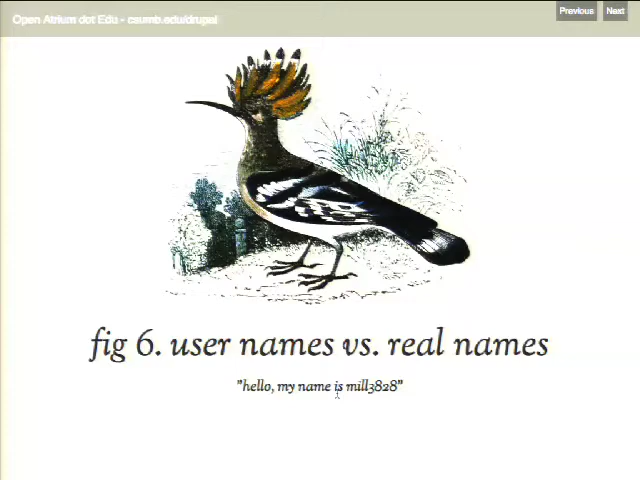 Open Atrium dot Edu - csumb.edu/drupal
Previous
Next
fig 6. user names vs. real names
"hello, my name is mill3828"